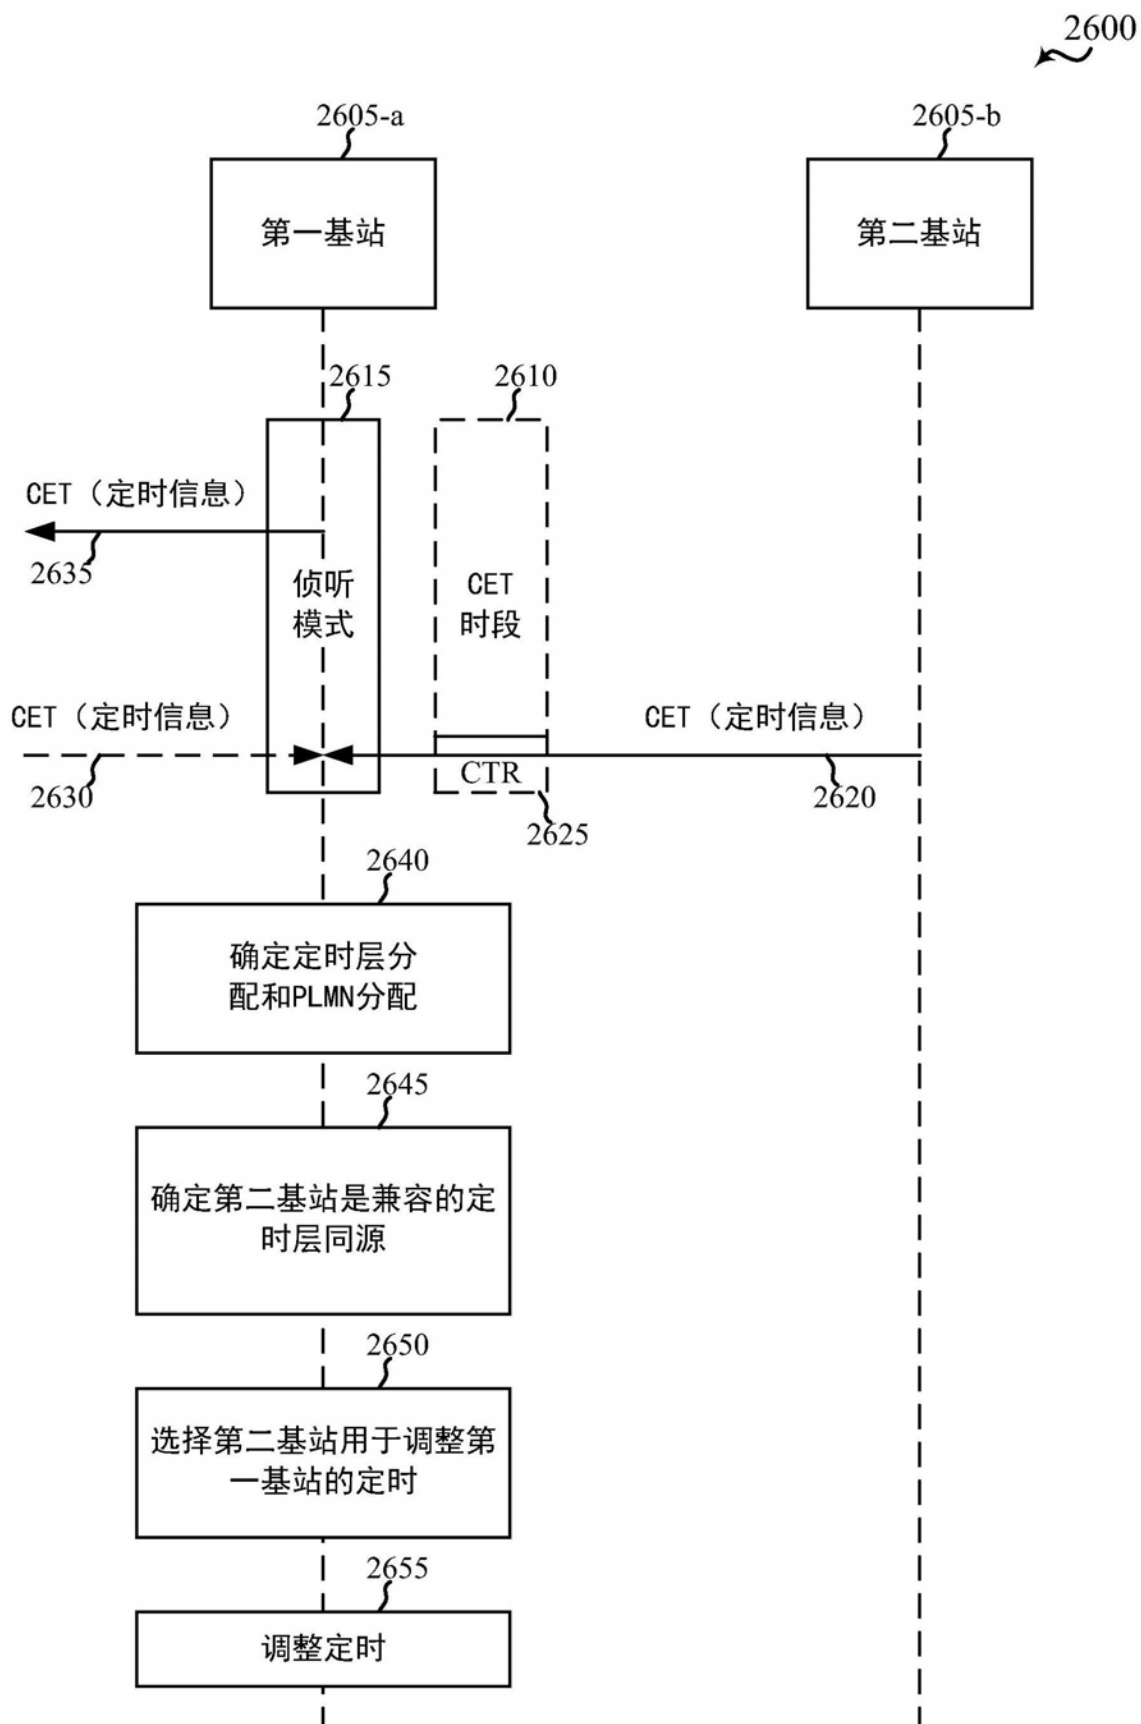 2600
2605-a
2605-b
第一基站
第二基站
2615
2610
CET（定时信息）
2635
侦听
模式
CET
时段
CET（定时信息）
CET（定时信息）
2630
CTR
2620
2625
2640
确定定时层分
配和PLMN分配
2645
确定第二基站是兼容的定
时层同源
2650
选择第二基站用于调整第
一基站的定时
2655
调整定时